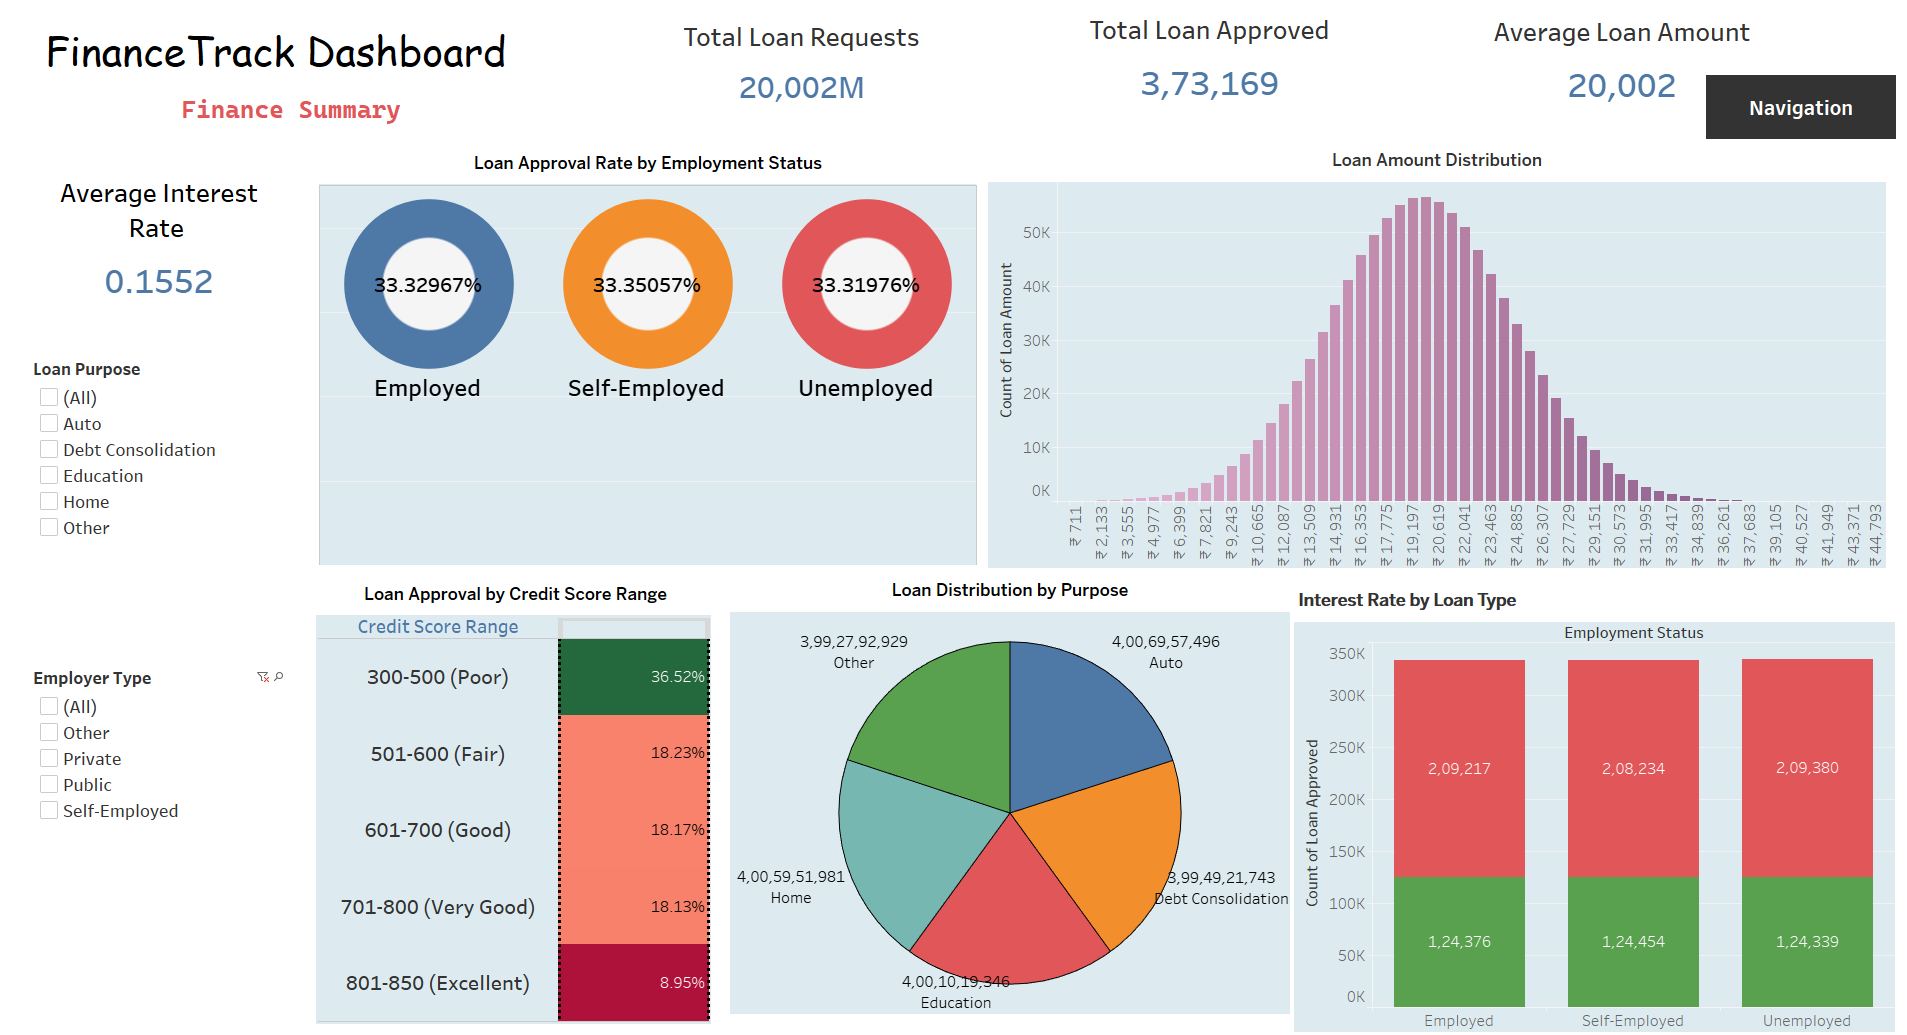 FinanceTrack Dashboard
Finance Summary
Total Loan Requests
20,002M
Total Loan Approved
3,73,169
Average Loan Amount
20,002
Navigation
Average Interest
Rate
0.1552
Loan Purpose
(All)
Auto
Debt Consolidation
Education
Home
Other
Employer Type
(All)
Other
Private
Public
Self-Employed
Loan Approval Rate by Employment Status
33.32967%
33.35057%
33.31976%
Employed
Self-Employed
Unemployed
Loan Amount Distribution
Count of Loan Amount
50K
40K
30K
20K
10K
0K
₹ 711
₹ 2,133
₹ 3,555
₹ 4,977
₹ 6,399
₹ 7,821
₹ 9,243
₹ 10,665
₹ 12,087
₹ 13,509
₹ 14,931
₹ 16,353
₹ 17,775
₹ 19,197
₹ 20,619
₹ 22,041
₹ 23,463
₹ 24,885
₹ 26,307
₹ 27,729
₹ 29,151
₹ 30,573
₹ 31,995
₹ 33,417
₹ 34,839
₹ 36,261
₹ 37,683
₹ 39,105
₹ 40,527
₹ 41,949
₹ 43,371
₹ 44,793
Loan Approval by Credit Score Range
Credit Score Range
300-500 (Poor) 36.52%
501-600 (Fair) 18.23%
601-700 (Good) 18.17%
701-800 (Very Good) 18.13%
801-850 (Excellent) 8.95%
Loan Distribution by Purpose
3,99,27,92,929
Other
4,00,69,57,496
Auto
4,00,59,51,981
Home
3,99,49,21,743
Debt Consolidation
4,00,10,19,346
Education
Interest Rate by Loan Type
Employment Status
Count of Loan Approved
350K
300K
250K
200K
150K
100K
50K
0K
2,09,217
2,08,234
2,09,380
1,24,376
1,24,454
1,24,339
Employed
Self-Employed
Unemployed